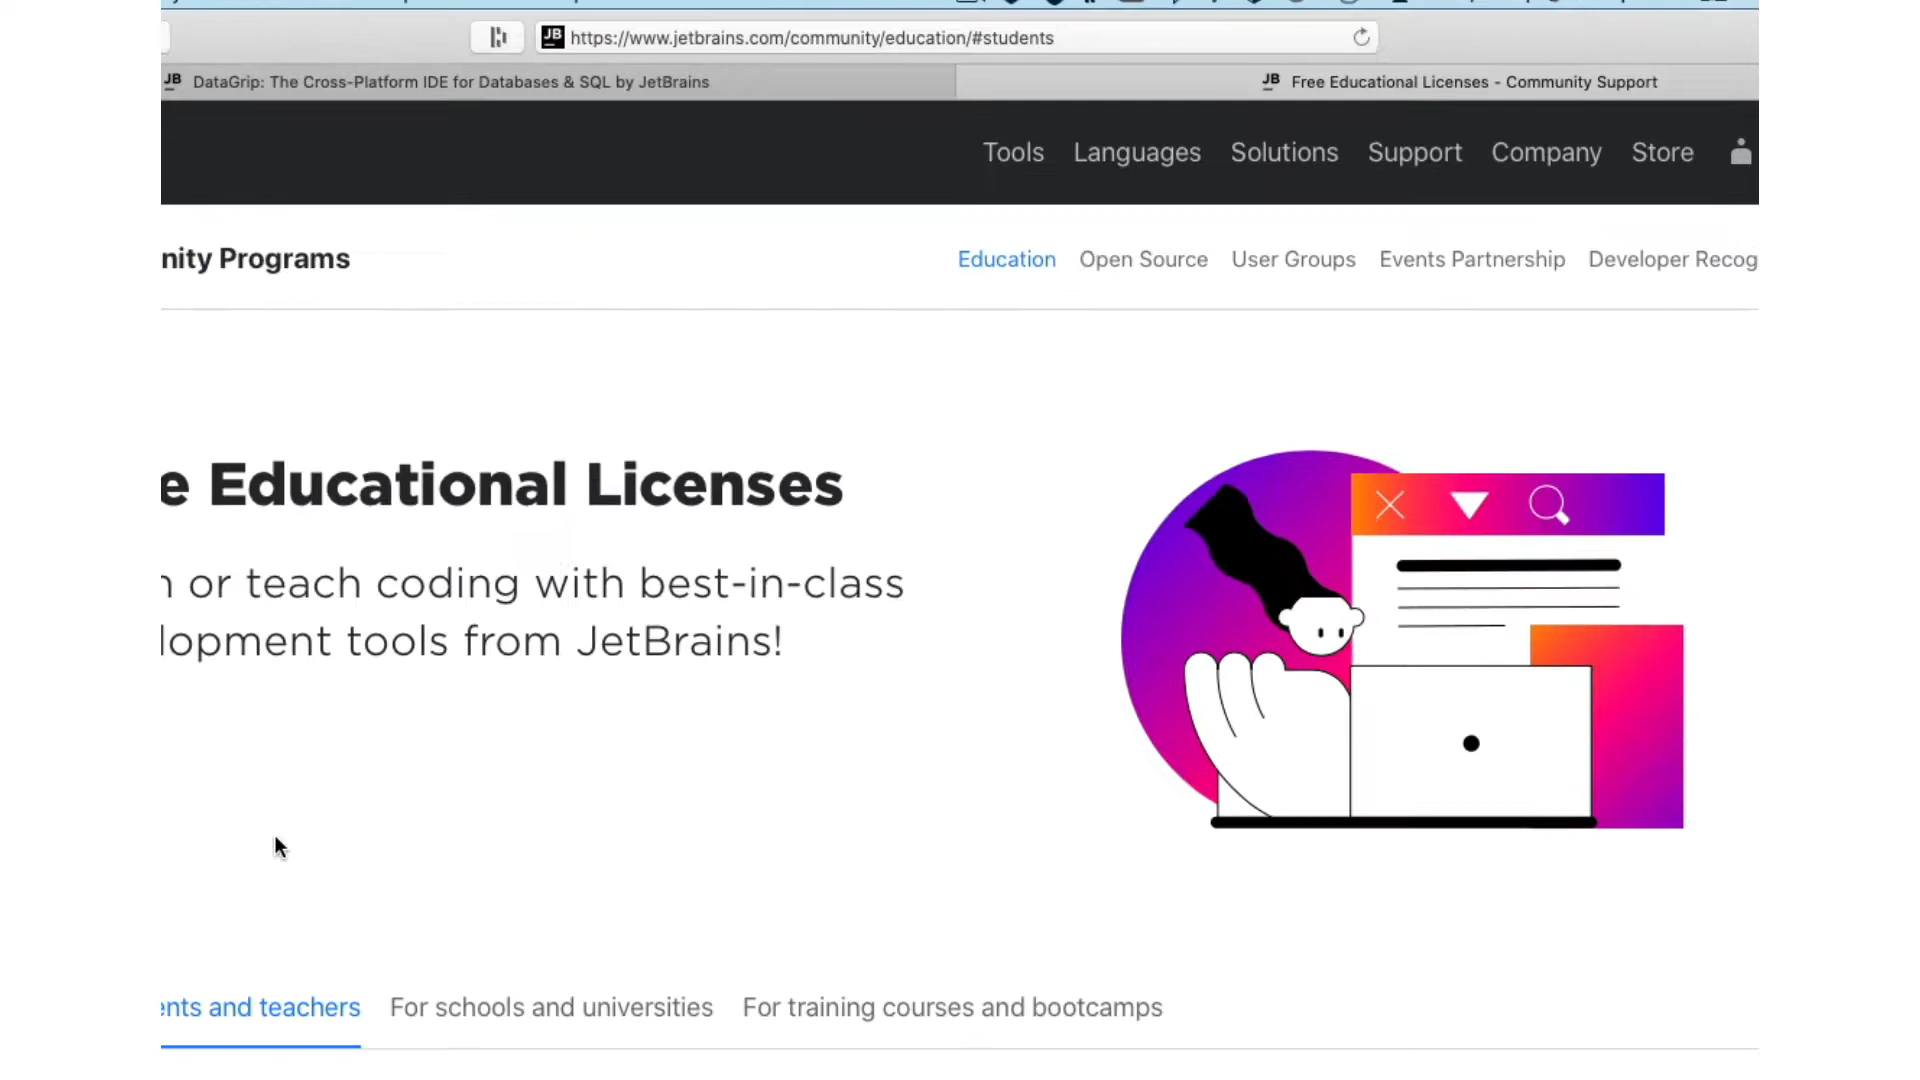 JB https://www.jetbrains.com/community/education/#students
JB DataGrip: The Cross-Platform IDE for Databases & SQL by JetBrains
JB Free Educational Licenses - Community Support
Tools Languages Solutions Support Company Store
nity Programs
Education Open Source User Groups Events Partnership Developer Recog
e Educational Licenses
or teach coding with best-in-class
lopment tools from JetBrains!
ents and teachers For schools and universities For training courses and bootcamps